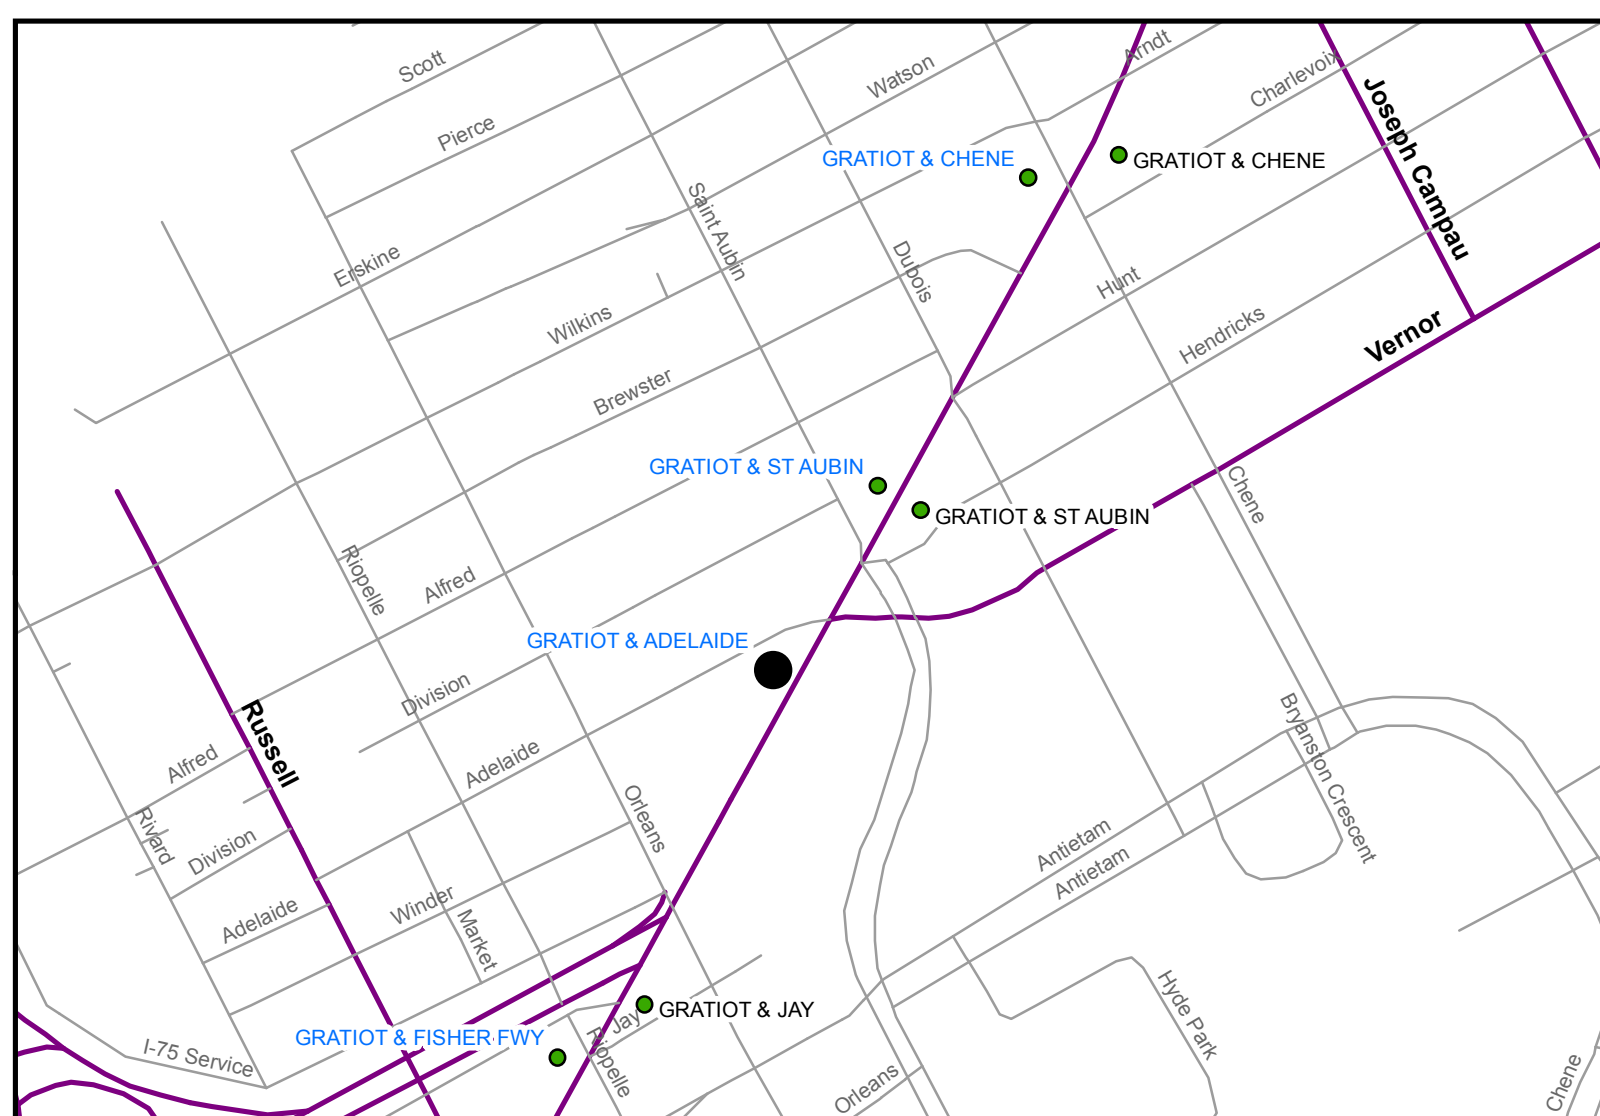 Scott
Arndt
Watson
Charlevoix
Pierce
Joseph Campau
GRATIOT & CHENE
GRATIOT & CHENE
Saint Aubin
Erskine
Dubois
Hunt
Wilkins
Hendricks
Vernor
Brewster
GRATIOT & ST AUBIN
Chene
GRATIOT & ST AUBIN
Riopelle
Alfred
GRATIOT & ADELAIDE
Division
Russell
Adelaide
Alfred
Bryanston Crescent
Orleans
Rivard
Division
Antietam
Antietam
Adelaide
Winder
Market
Hyde Park
GRATIOT & JAY
Jay
GRATIOT & FISHER FWY
I-75 Service
Riopelle
Orleans
Chene